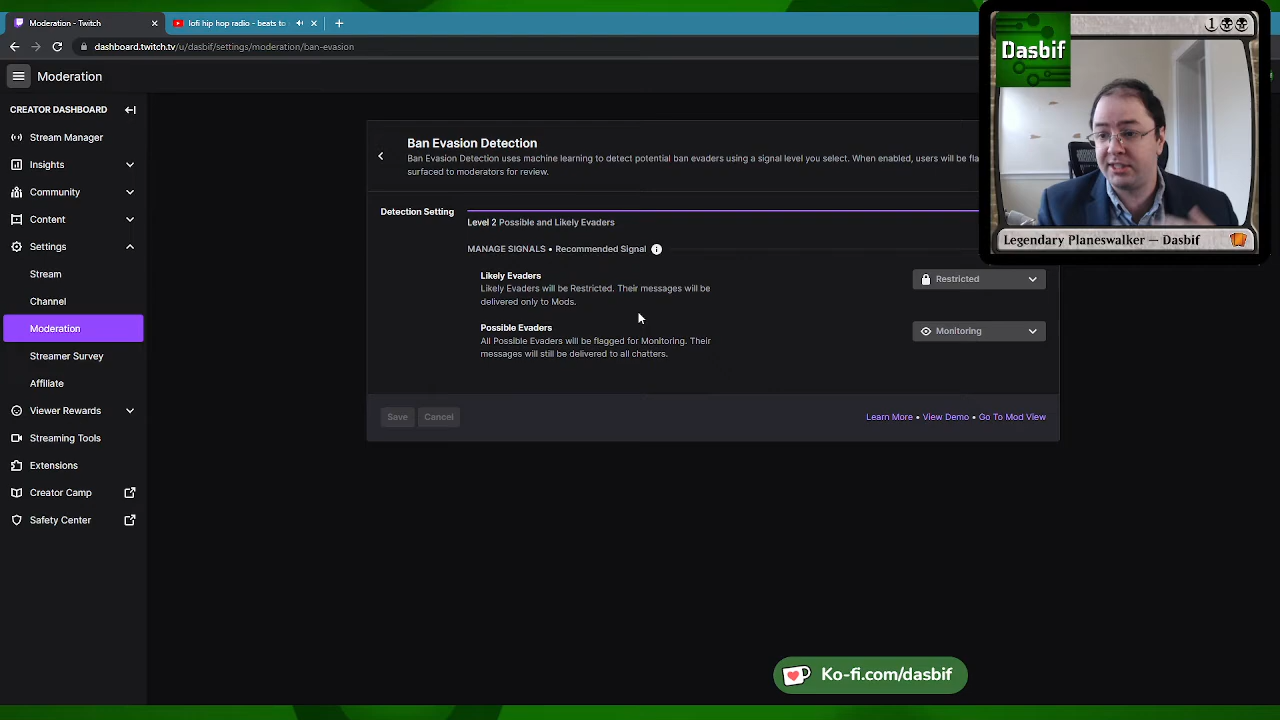 Moderation - Twitch
lofi hip hop radio - beats to
dashboard.twitch.tv/u/dasbif/settings/moderation/ban-evasion
Moderation
CREATOR DASHBOARD
Stream Manager
Insights
Community
Content
Settings
Stream
Channel
Moderation
Streamer Survey
Affiliate
Viewer Rewards
Streaming Tools
Extensions
Creator Camp
Safety Center
Ban Evasion Detection
Ban Evasion Detection uses machine learning to detect potential ban evaders using a signal level you select. When enabled, users will be
surfaced to moderators for review.
Detection Setting
Level 2 Possible and Likely Evaders
MANAGE SIGNALS • Recommended Signal
Likely Evaders
Likely Evaders will be Restricted. Their messages will be
delivered only to Mods.
Restricted
Possible Evaders
All Possible Evaders will be flagged for Monitoring. Their
messages will still be delivered to all chatters.
Monitoring
Save Cancel
Learn More • View Demo • Go To Mod View
1
Dasbif
Legendary Planeswalker — Dasbif
Ko-fi.com/dasbif